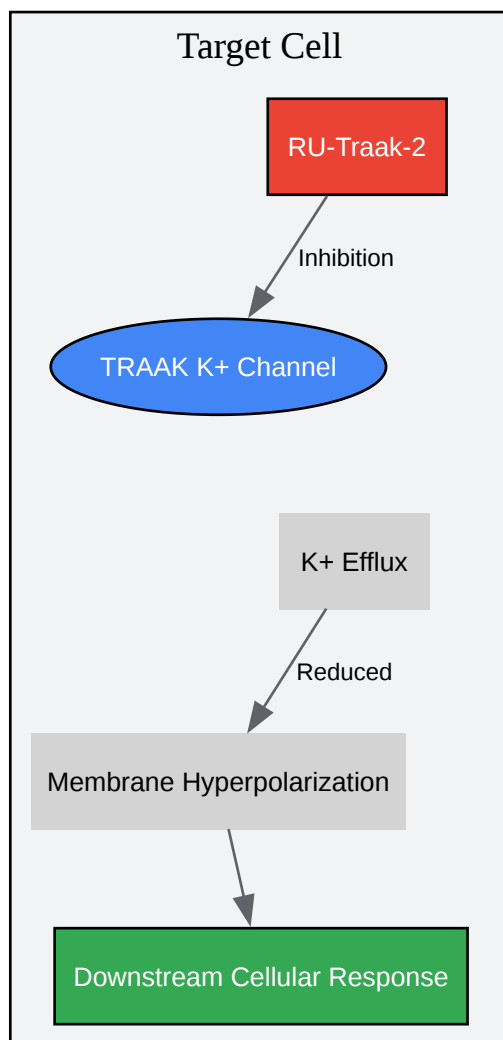 Target Cell
RU-Traak-2
Inhibition
TRAAK K+ Channel
K+ Efflux
Reduced
Membrane Hyperpolarization
Downstream Cellular Response